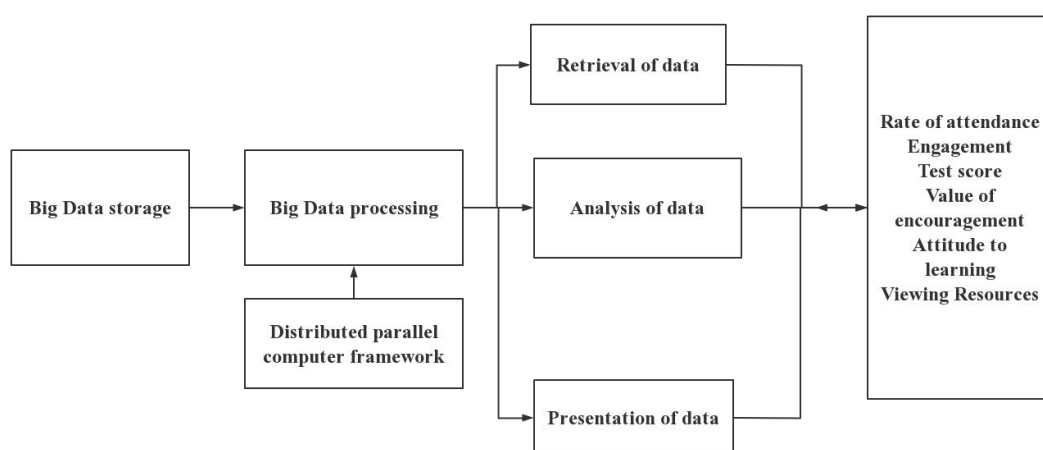 Big Data storage
Big Data processing
Distributed parallel
computer framework
Retrieval of data
Analysis of data
Presentation of data
Rate of attendance
Engagement
Test score
Value of
encouragement
Attitude to
learning
Viewing Resources